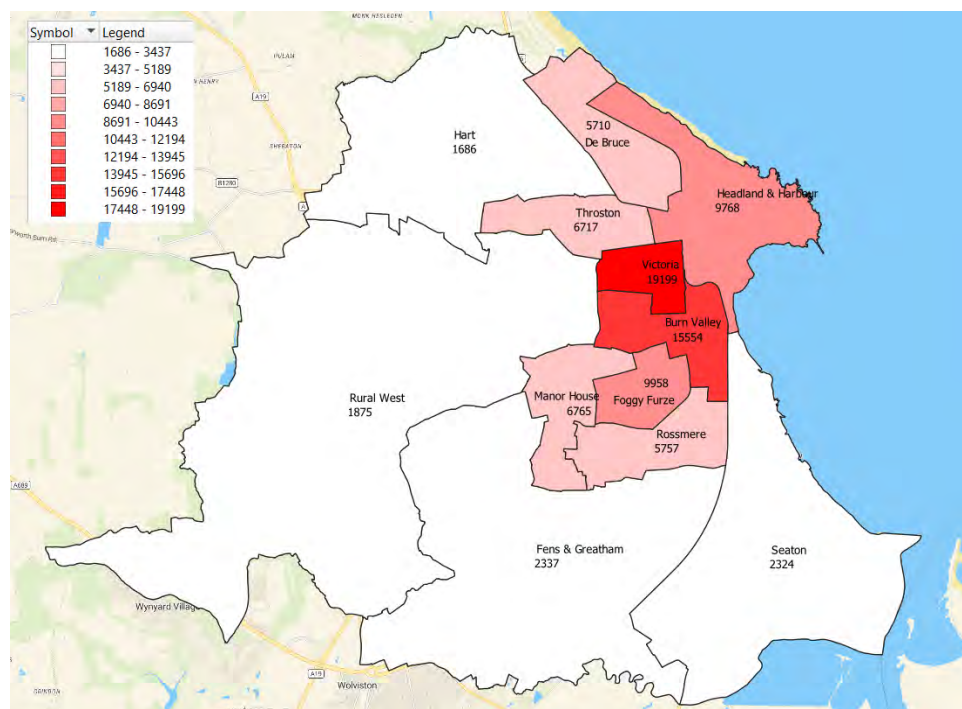 Symbol Legend
1686 - 3437
3437 - 5189
5189 - 6940
6940 - 8691
8691 - 10443
10443 - 12194
12194 - 13945
13945 - 15696
15696 - 17448
17448 - 19199
A19
SHERATON
B1280
A689
Hart
1686
5710
De Bruce
Headland & Harbour
9768
Throston
6717
Victoria
19199
Burn Valley
15554
Rural West
1875
Manor House
6765
9958
Foggy Furze
Rossmere
5757
Fens & Greatham
2337
Seaton
2324
Wynyard Village
A19
Wolviston